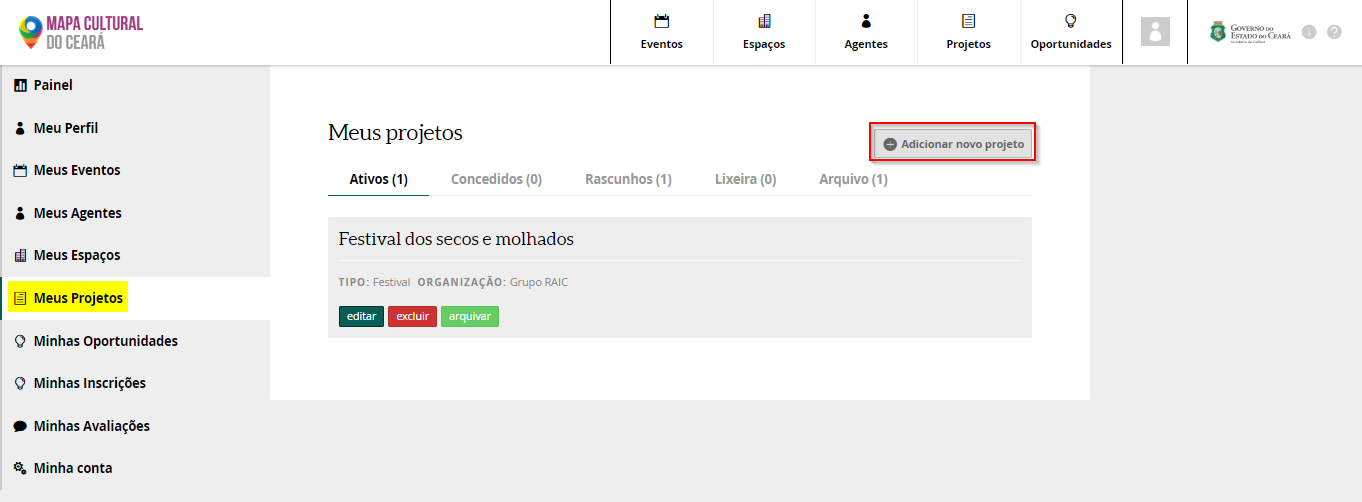 MAPA CULTURAL
DO CEARÁ
Eventos
Espaços
Agentes
Projetos
Oportunidades
GOVERNO DO
ESTADO DO CEARÁ
Secretaria da Cultura
i
?
Painel
Meu Perfil
Meus Eventos
Meus Agentes
Meus Espaços
Meus Projetos
Minhas Oportunidades
Minhas Inscrições
Minhas Avaliações
Minha conta
Meus projetos
Adicionar novo projeto
Ativos (1) Concedidos (0) Rascunhos (1) Lixeira (0) Arquivo (1)
Festival dos secos e molhados
TIPO: Festival ORGANIZAÇÃO: Grupo RAIC
editar excluir arquivar